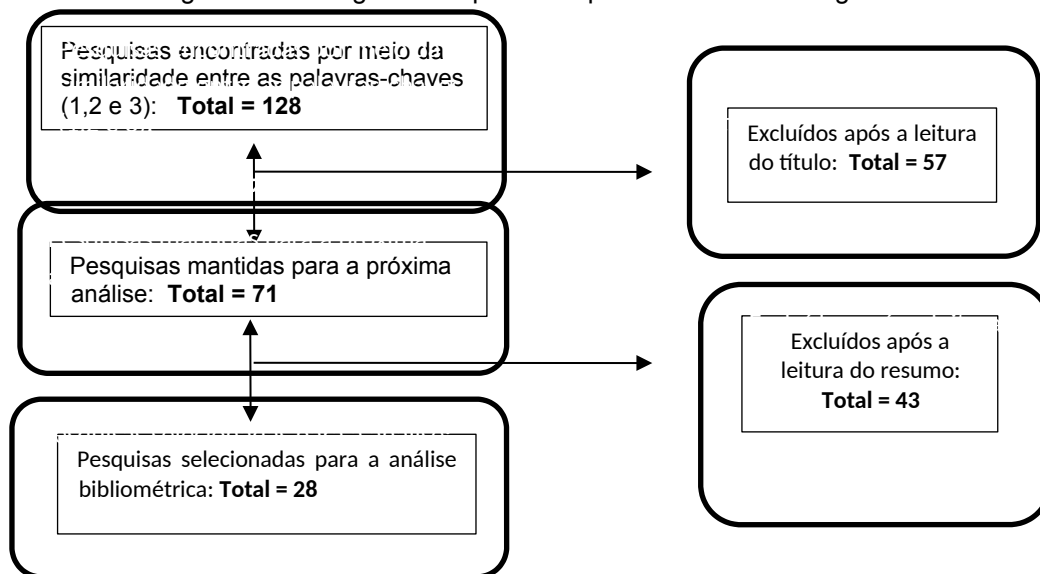 Pesquisas encontradas por meio da
similaridade entre as palavras-chaves
(1,2 e 3): Total = 128
Excluídos após a leitura
do título: Total = 57
Pesquisas mantidas para a próxima
análise: Total = 71
Excluídos após a
leitura do resumo:
Total = 43
Pesquisas selecionadas para a análise
bibliométrica: Total = 28